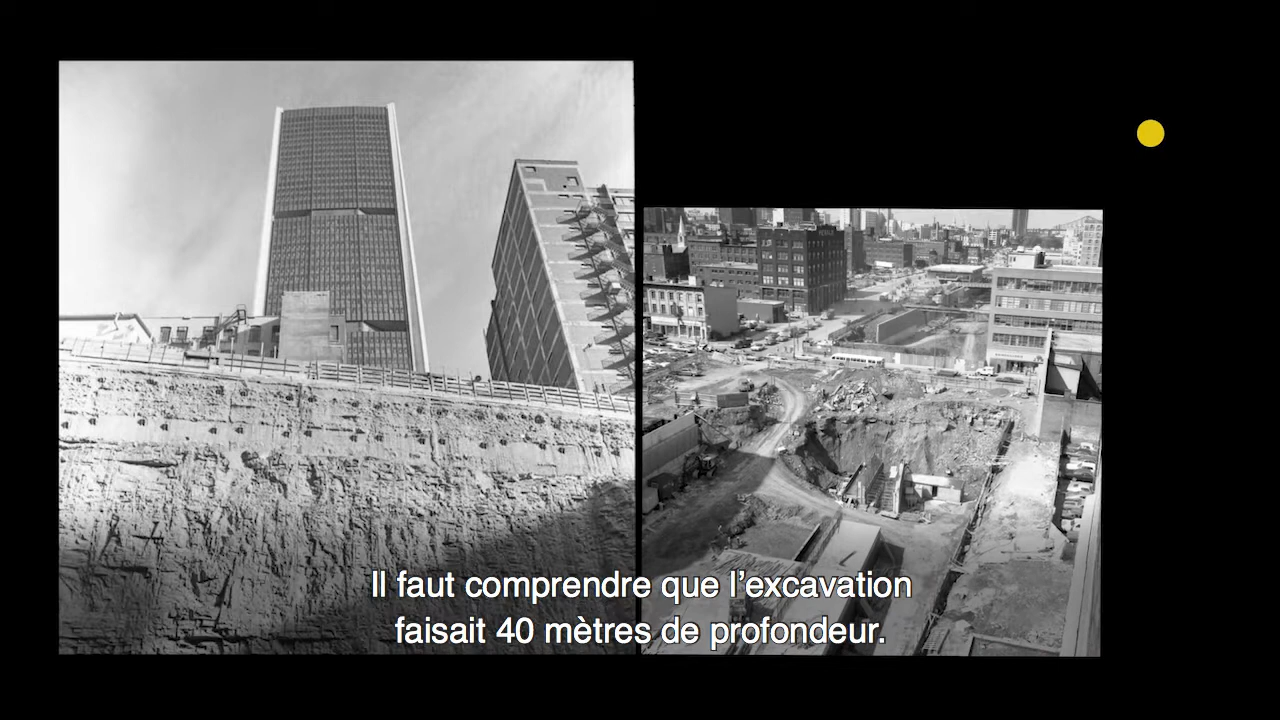 Il faut comprendre que l’excavation
faisait 40 mètres de profondeur.